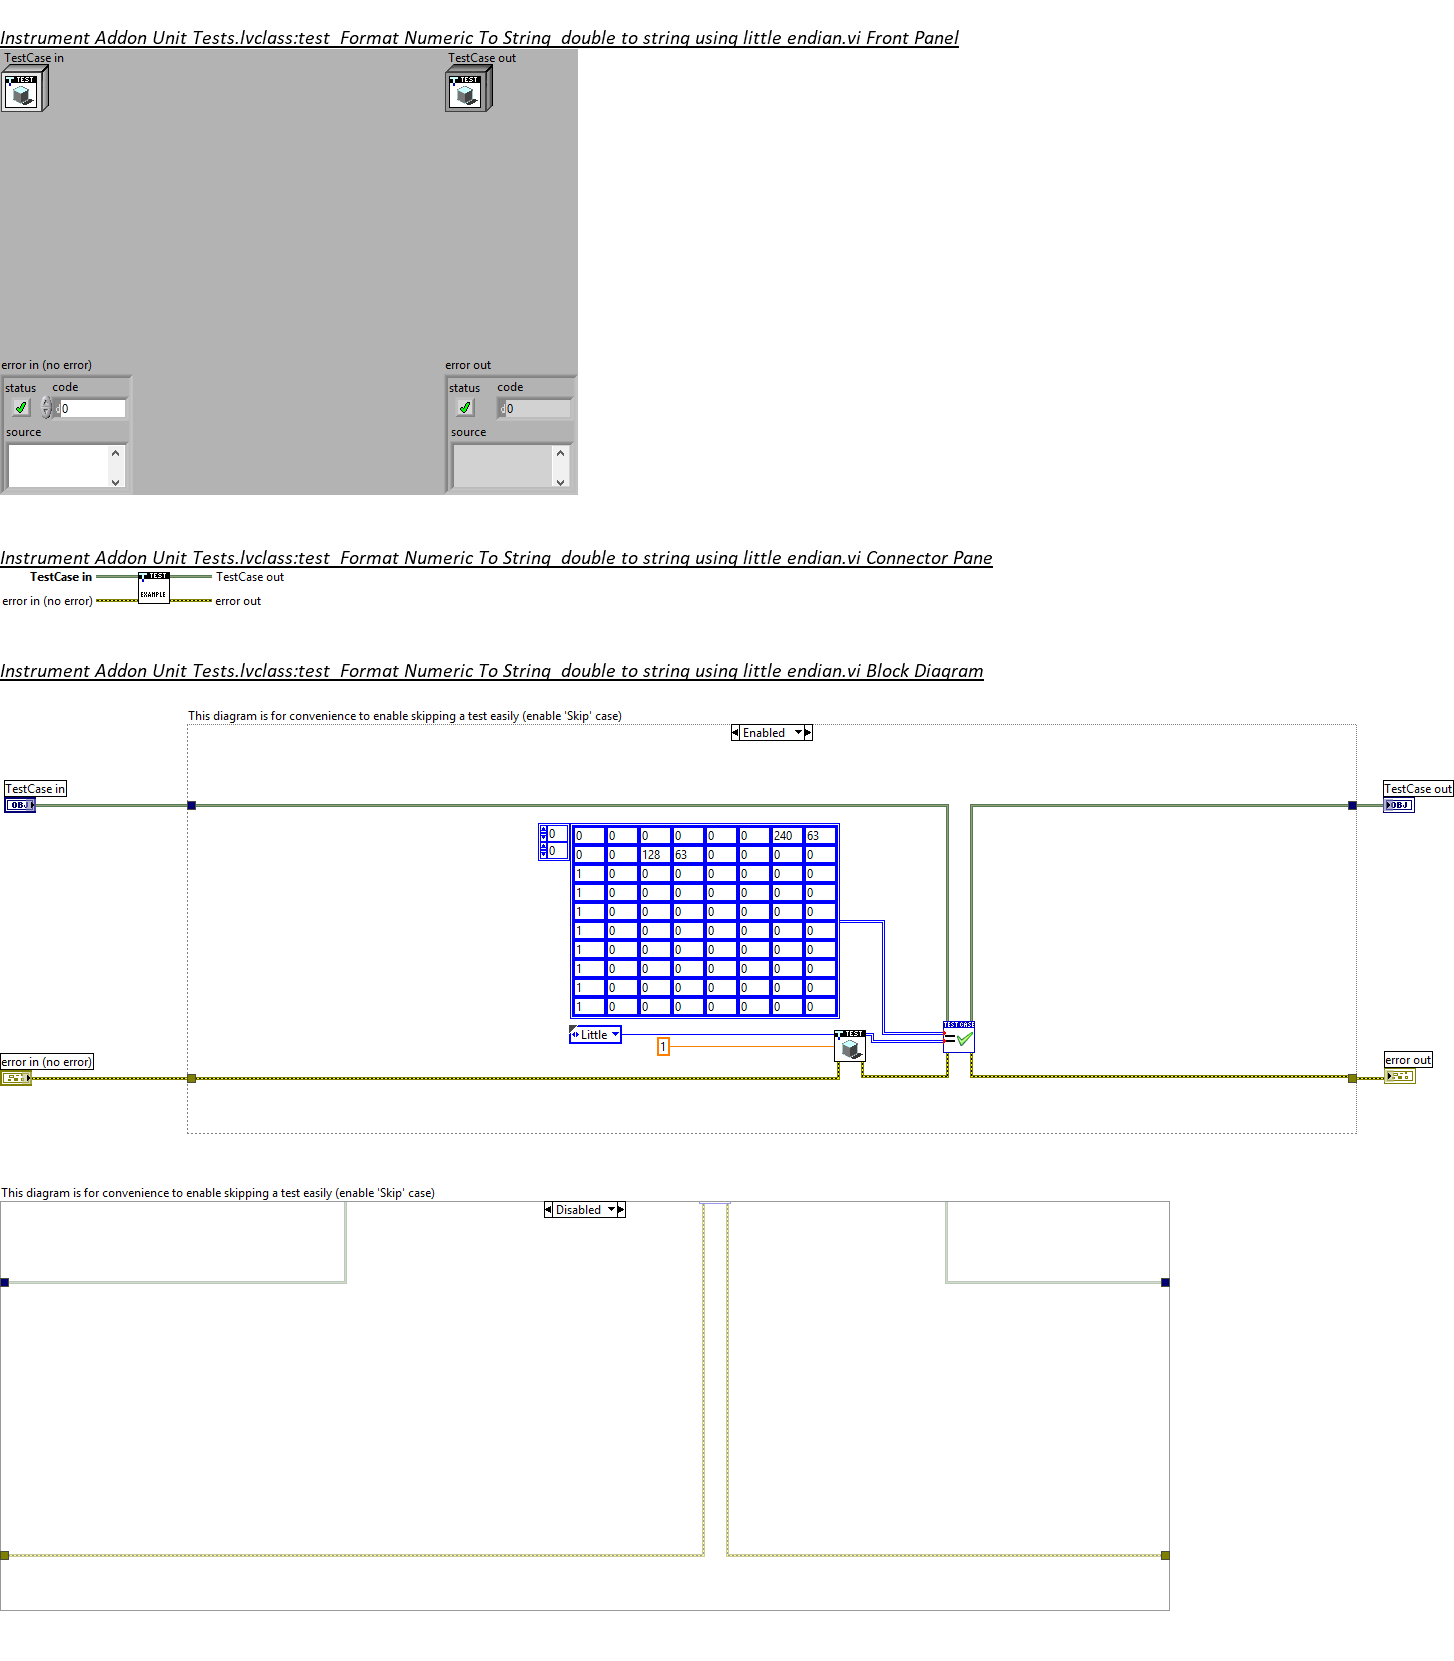 Instrument Addon Unit Tests.lvclass:test_Format Numeric To String_double to string using little endian.vi Front Panel
TestCase in TestCase out
TEST TEST
error in (no error) error out
status code status code
d 0 d 0
source source
Instrument Addon Unit Tests.lvclass:test_Format Numeric To String_double to string using little endian.vi Connector Pane
TestCase in TEST TestCase out
error in (no error) EXAMPLE error out
Instrument Addon Unit Tests.lvclass:test_Format Numeric To String_double to string using little endian.vi Block Diagram
This diagram is for convenience to enable skipping a test easily (enable 'Skip' case)
Enabled
TestCase in TestCase out
OBJ OBJ
0 0 0 0 0 0 0 240 63
0 0 0 128 63 0 0 0 0
1 0 0 0 0 0 0 0
1 0 0 0 0 0 0 0
1 0 0 0 0 0 0 0
1 0 0 0 0 0 0 0
1 0 0 0 0 0 0 0
1 0 0 0 0 0 0 0
1 0 0 0 0 0 0 0
1 0 0 0 0 0 0 0
TEST CASE
Little TEST =
1
error in (no error) error out
This diagram is for convenience to enable skipping a test easily (enable 'Skip' case)
Disabled